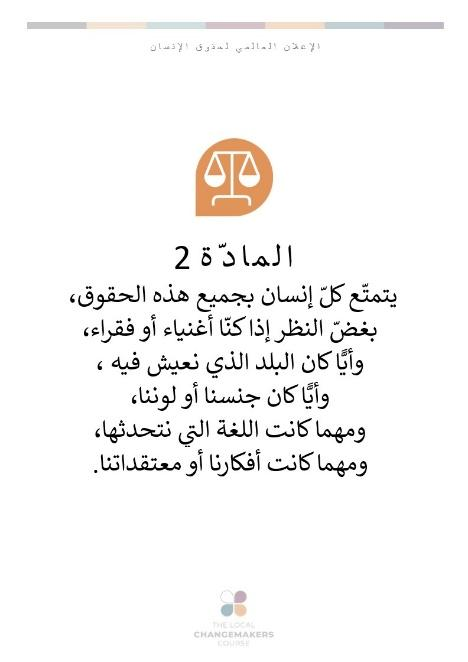 الإعلان العالمي لحقوق الإنسان
المادّة 2
يتمتّع كلّ إنسان بجميع هذه الحقوق،
بغضّ النظر إذا كنّا أغنياء أو فقراء،
وأيًّا كان البلد الذي نعيش فيه ،
وأيًّا كان جنسنا أو لوننا،
ومهما كانت اللغة التي نتحدثها،
ومهما كانت أفكارنا أو معتقداتنا.
THE LOCAL
CHANGEMAKERS
COURSE